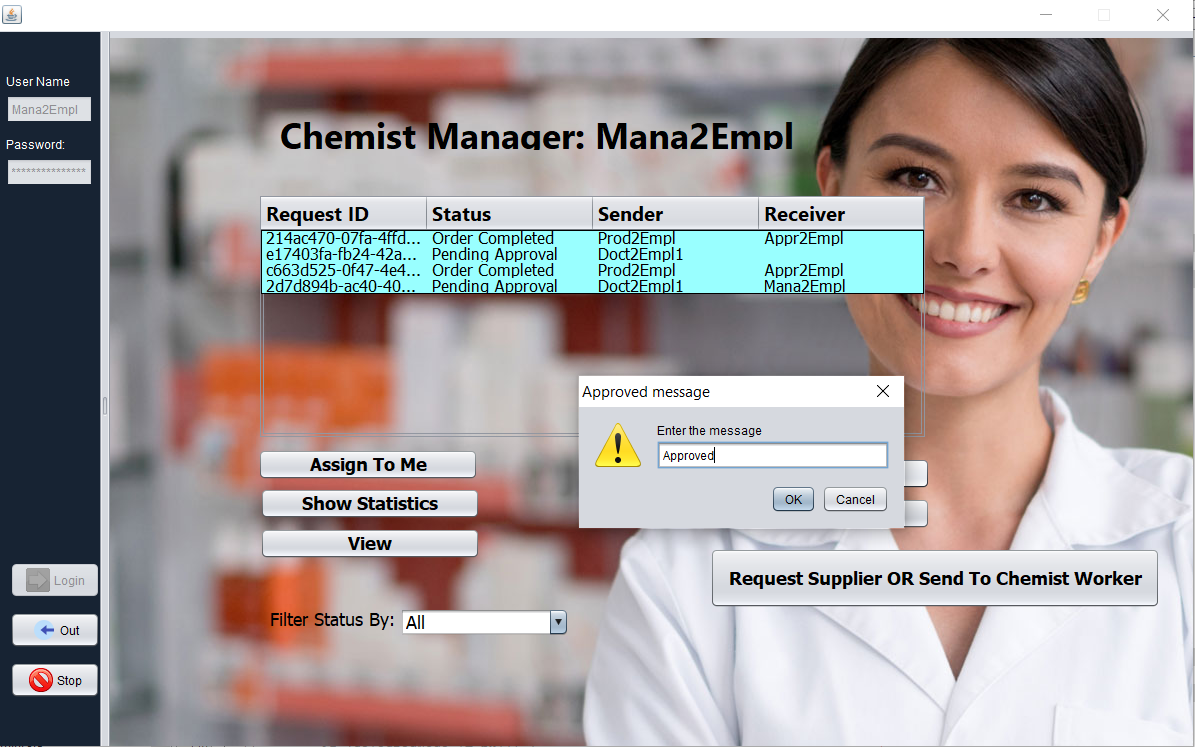 User Name
Mana2Empl
Password:
***************
Chemist Manager: Mana2Empl
Request ID Status Sender Receiver
214ac470-07fa-4ffd... Order Completed Prod2Empl Appr2Empl
e17403fa-fb24-42a... Pending Approval Doct2Empl1
c663d525-0f47-4e4... Order Completed Prod2Empl Appr2Empl
2d7d894b-ac40-40... Pending Approval Doct2Empl1 Mana2Empl
Approved message
Enter the message
Approved
OK Cancel
Assign To Me
Show Statistics
View
Request Supplier OR Send To Chemist Worker
Filter Status By: All
Login
Out
Stop